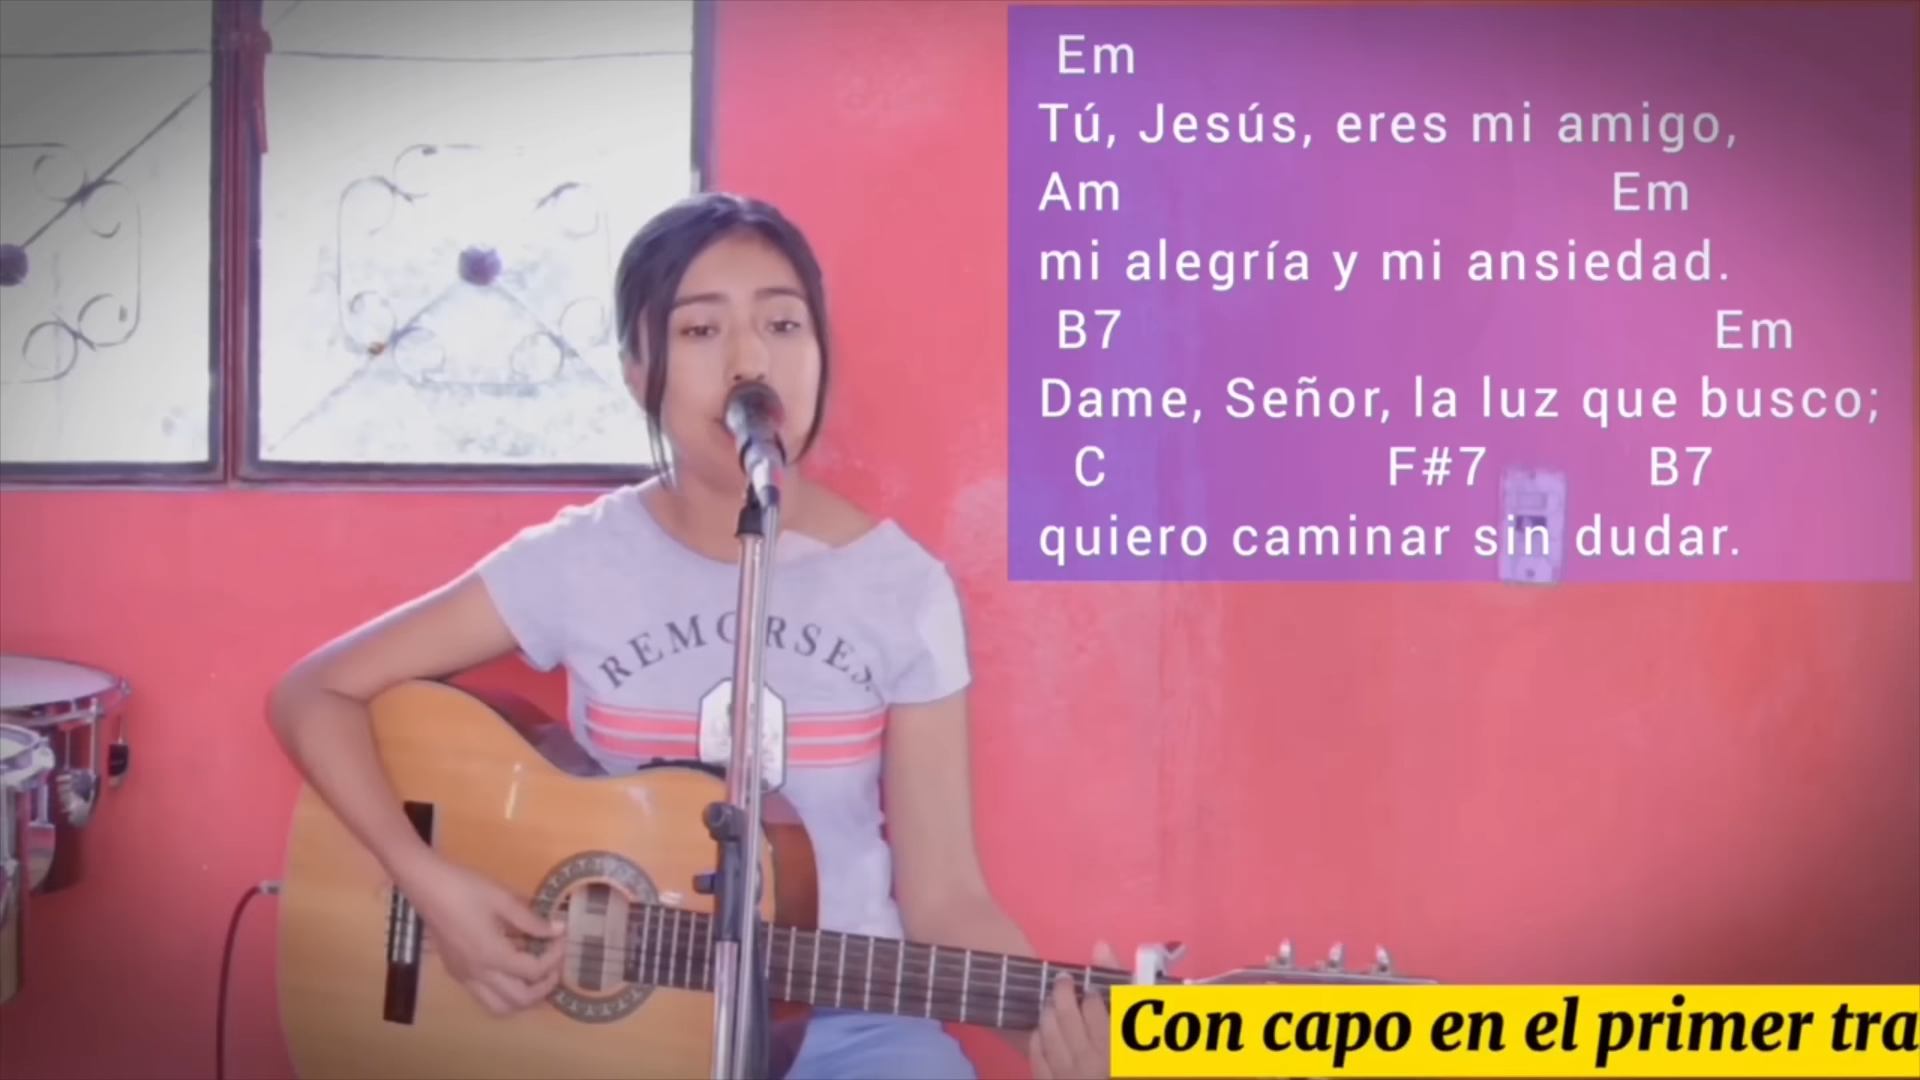 Em
Tú, Jesús, eres mi amigo,
Am Em
mi alegría y mi ansiedad.
B7 Em
Dame, Señor, la luz que busco;
C F#7 B7
quiero caminar sin dudar.
REMORSES.
Con capo en el primer tra